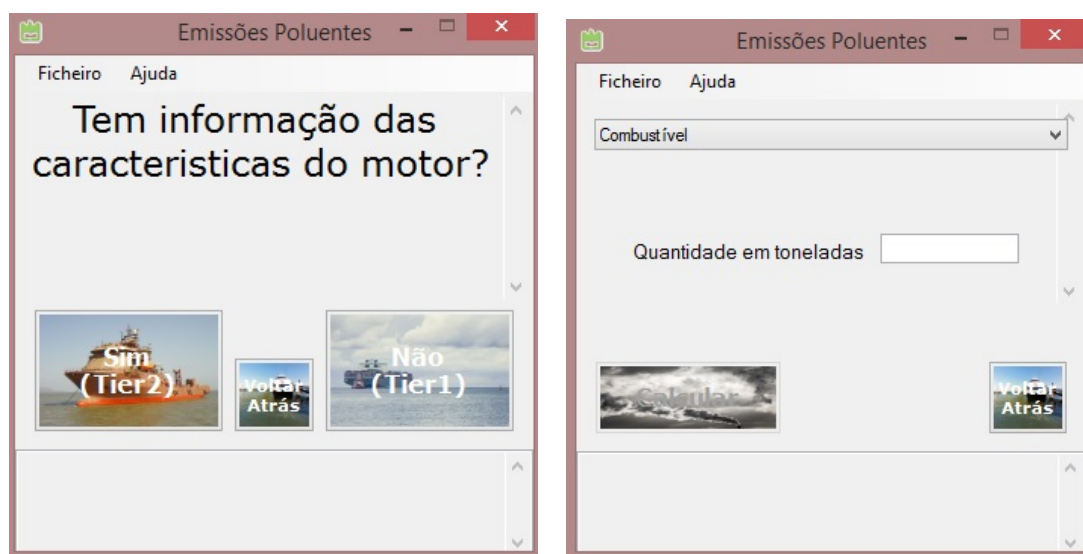 Emissões Poluentes
Ficheiro Ajuda
Tem informação das
caracteristicas do motor?
Sim
(Tier2)
Voltar
Atrás
Não
(Tier1)
Emissões Poluentes
Ficheiro Ajuda
Combustível
Quantidade em toneladas
Calcular
Voltar
Atrás